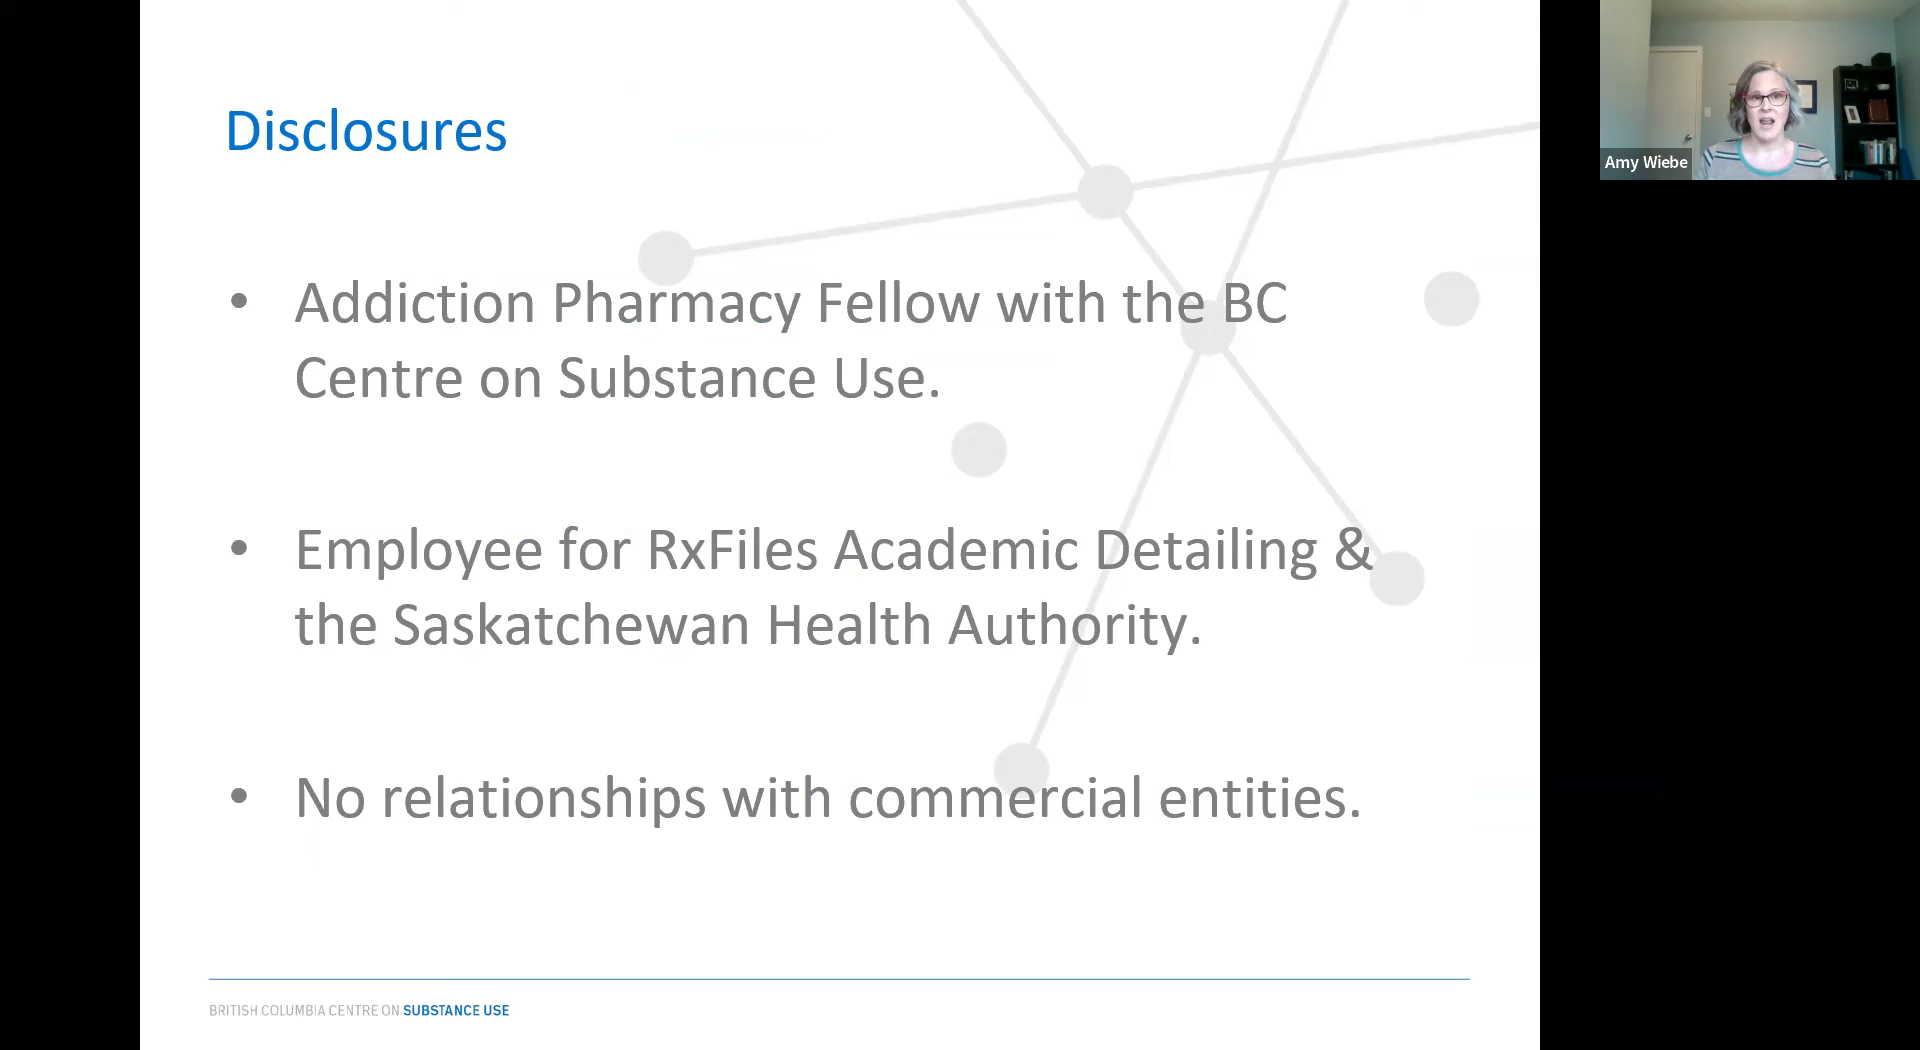 Disclosures
• Addiction Pharmacy Fellow with the BC
Centre on Substance Use.
• Employee for RxFiles Academic Detailing &
the Saskatchewan Health Authority.
• No relationships with commercial entities.
BRITISH COLUMBIA CENTRE ON SUBSTANCE USE
Amy Wiebe